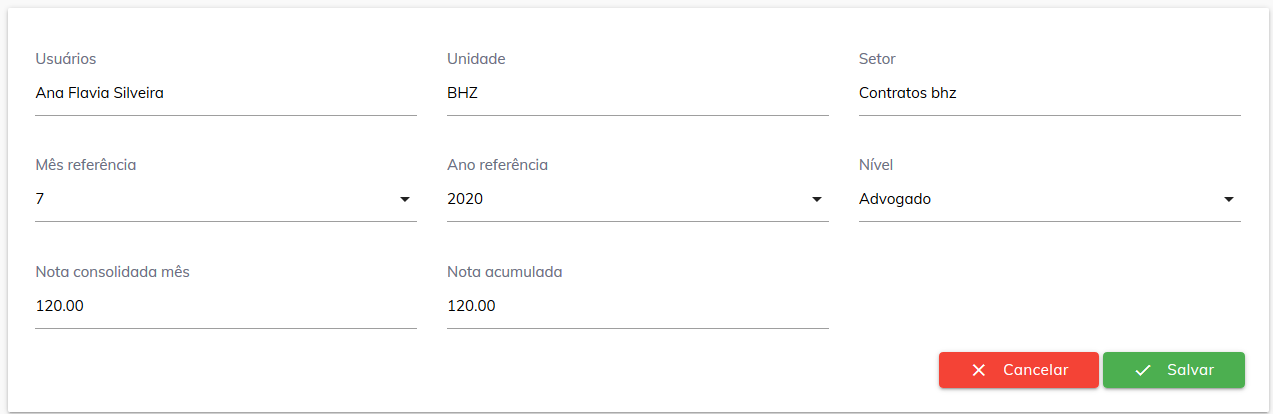 Usuários Unidade Setor
Ana Flavia Silveira BHZ Contratos bhz
Mês referência Ano referência Nível
7 2020 Advogado
Nota consolidada mês Nota acumulada
120.00 120.00
Cancelar Salvar